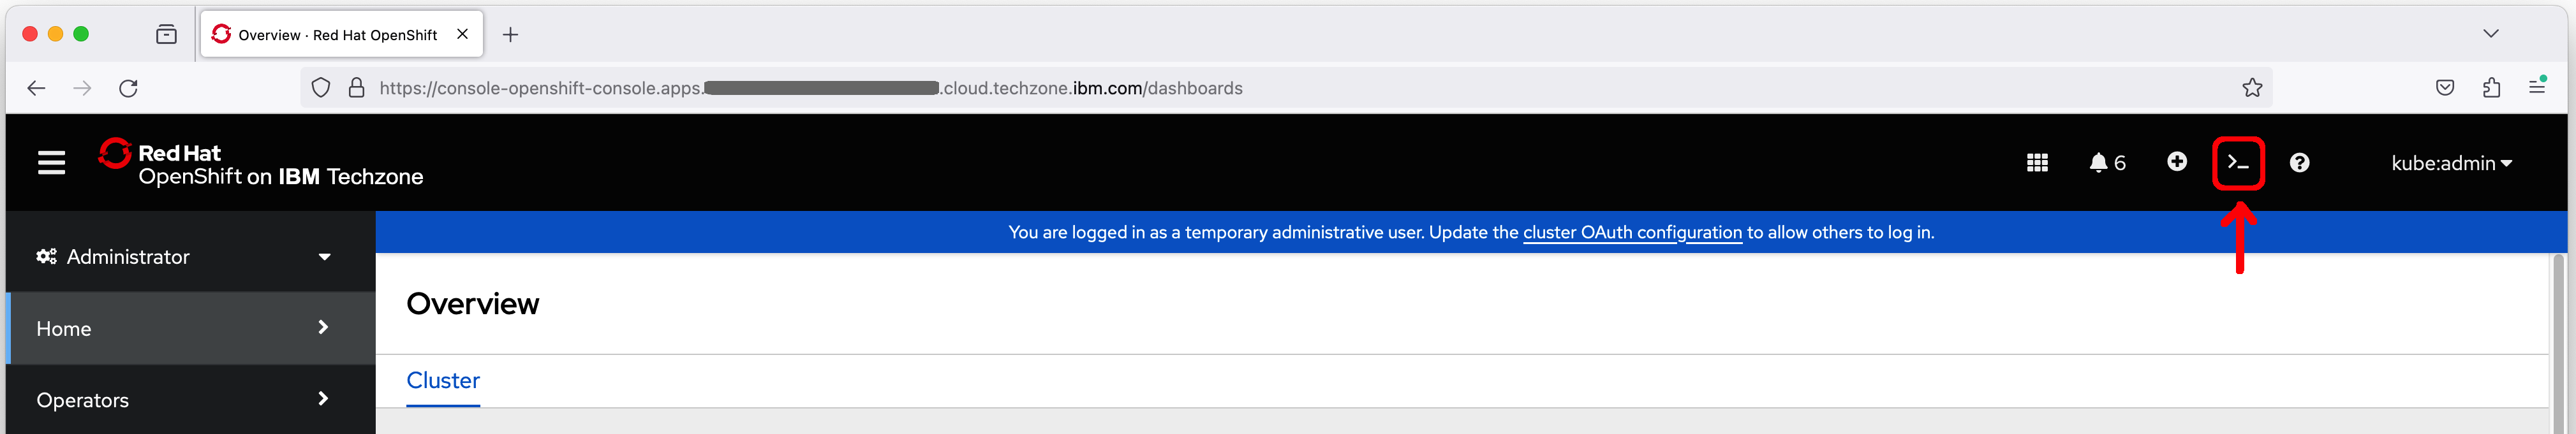 Overview · Red Hat OpenShift
https://console-openshift-console.apps. .cloud.techzone.ibm.com/dashboards
Red Hat
OpenShift on IBM Techzone
6
kube:admin
You are logged in as a temporary administrative user. Update the cluster OAuth configuration to allow others to log in.
Administrator
Overview
Home
Cluster
Operators